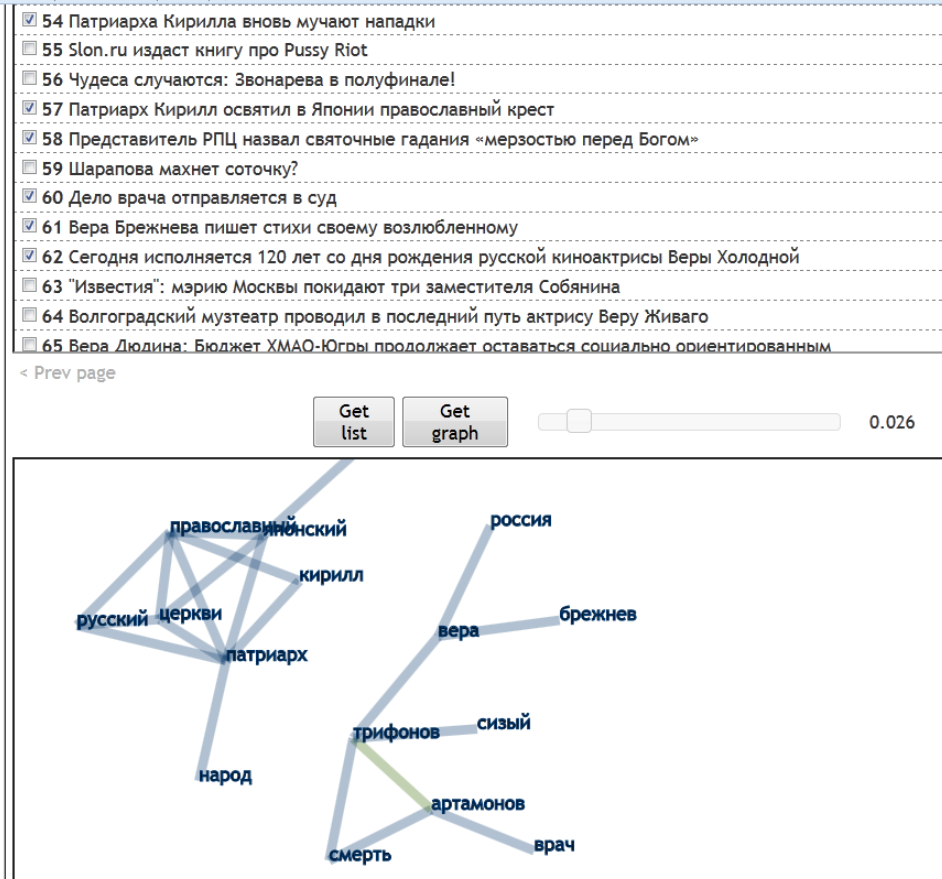 54 Патриарха Кирилла вновь мучают нападки
55 Slon.ru издаст книгу про Pussy Riot
56 Чудеса случаются: Звонарева в полуфинале!
57 Патриарх Кирилл освятил в Японии православный крест
58 Представитель РПЦ назвал святочные гадания «мерзостью перед Богом»
59 Шарапова махнет соточку?
60 Дело врача отправляется в суд
61 Вера Брежнева пишет стихи своему возлюбленному
62 Сегодня исполняется 120 лет со дня рождения русской киноактрисы Веры Холодной
63 "Известия": мэрию Москвы покидают три заместителя Собянина
64 Волгоградский музтеатр проводил в последний путь актрису Веру Живаго
65 Вера Дюдина: Бюджет ХМАО-Югры продолжает оставаться социально ориентированным
< Prev page
Get list
Get graph
0.026
православный
японский
россия
кирилл
русский
церкви
брежнев
вера
патриарх
сизый
трифонов
народ
артамонов
врач
смерть